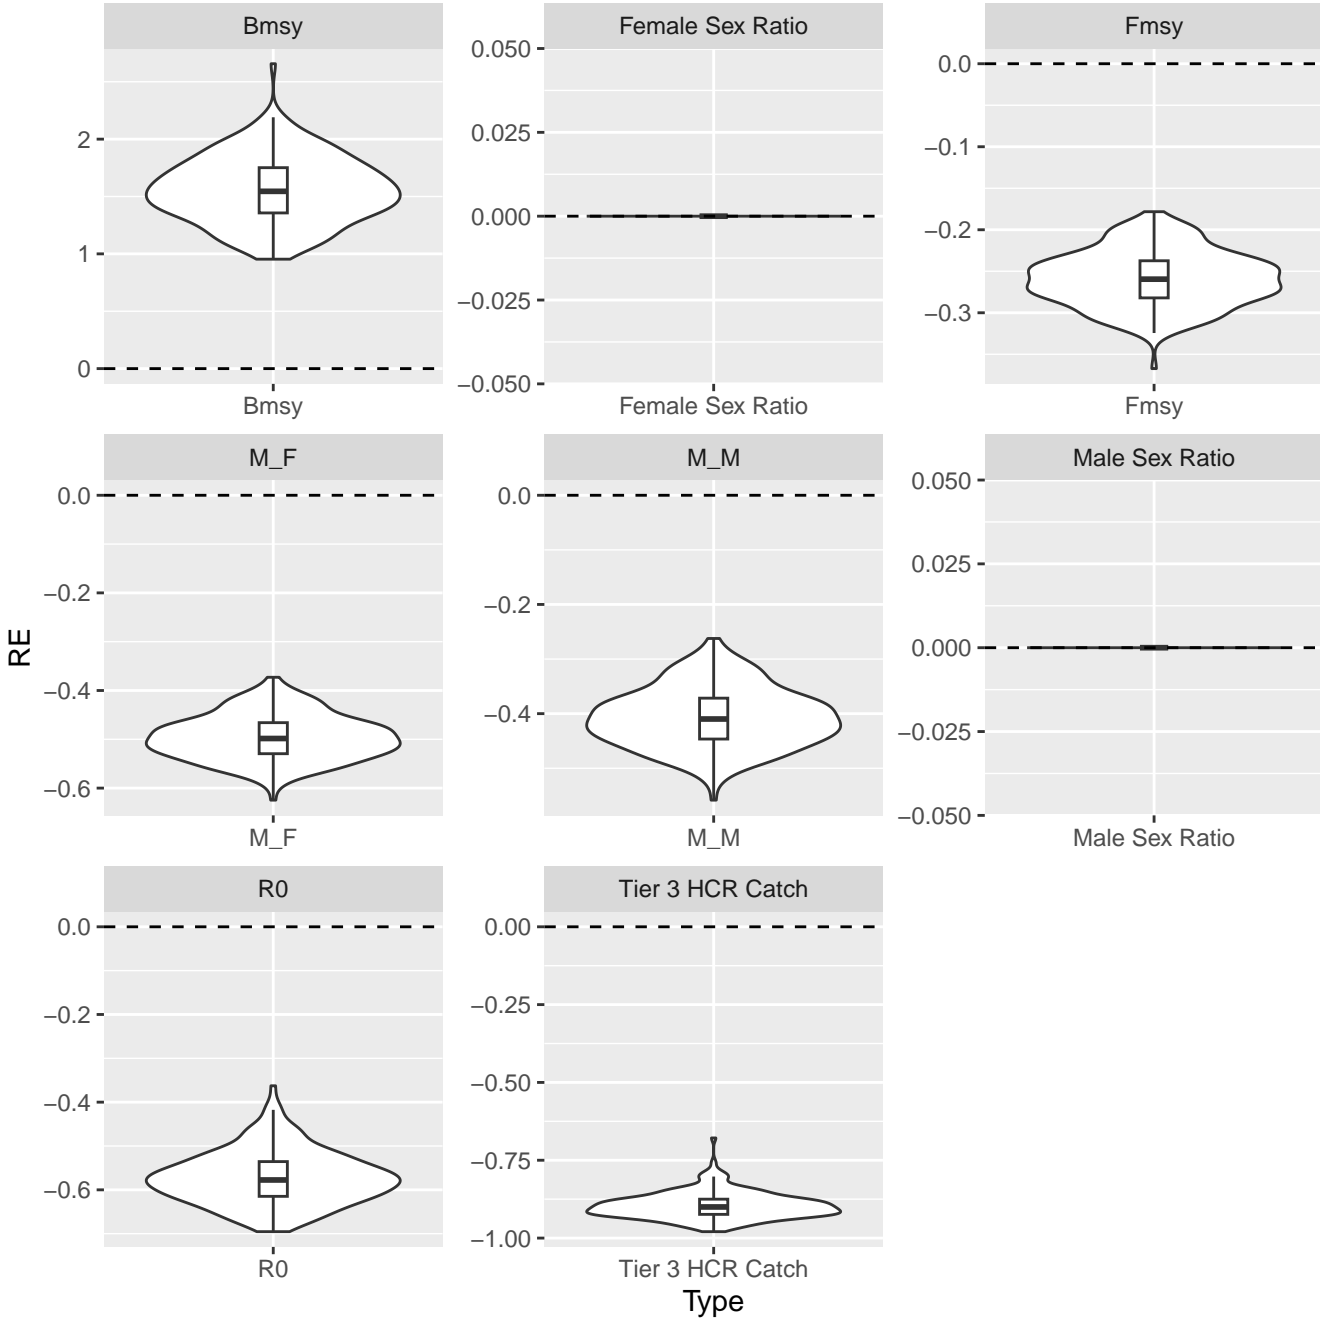 Bmsy
Female Sex Ratio
Fmsy
2
1
0
0.050
0.025
0.000
−0.025
−0.050
0.0
−0.1
−0.2
−0.3
Bmsy
Female Sex Ratio
Fmsy
M_F
M_M
Male Sex Ratio
0.0
−0.2
−0.4
−0.6
0.0
−0.2
−0.4
0.050
0.025
0.000
−0.025
−0.050
M_F
M_M
Male Sex Ratio
RE
R0
Tier 3 HCR Catch
0.0
−0.2
−0.4
−0.6
0.00
−0.25
−0.50
−0.75
−1.00
R0
Tier 3 HCR Catch
Type